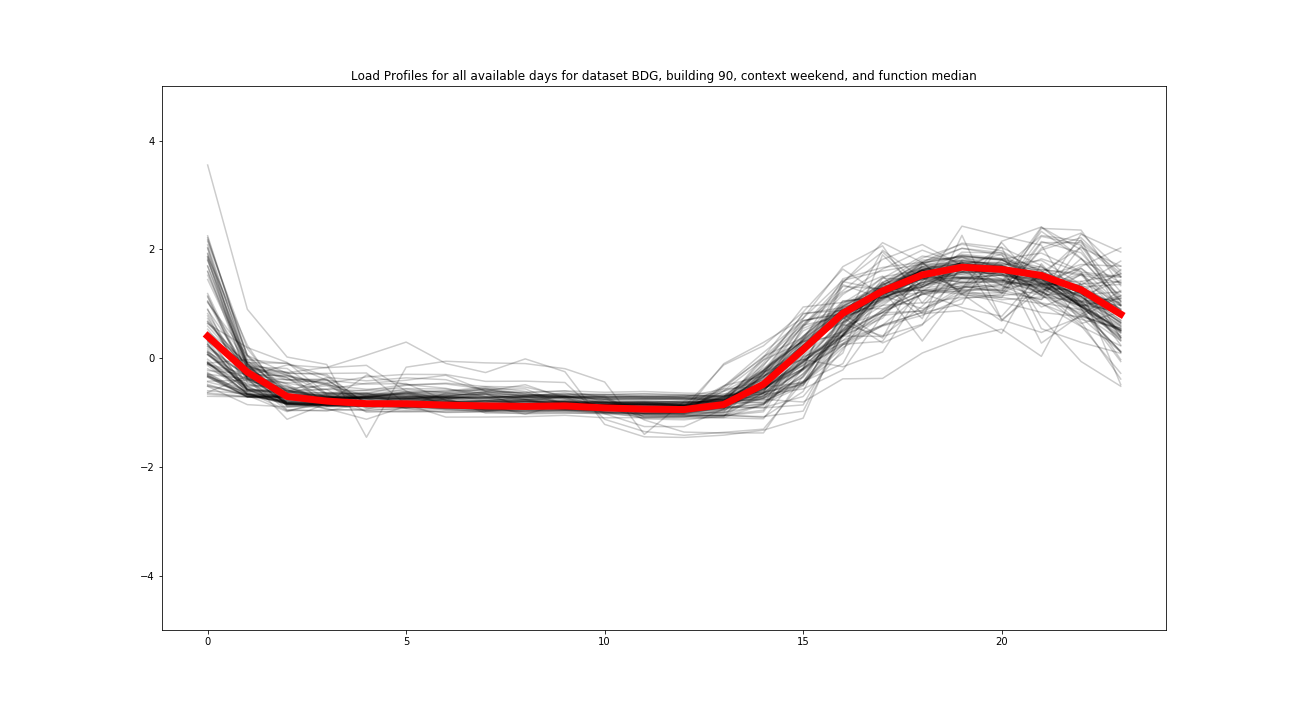 Load Profiles for all available days for dataset BDG, building 90, context weekend, and function median
4
2
0
−2
−4
0 5 10 15 20